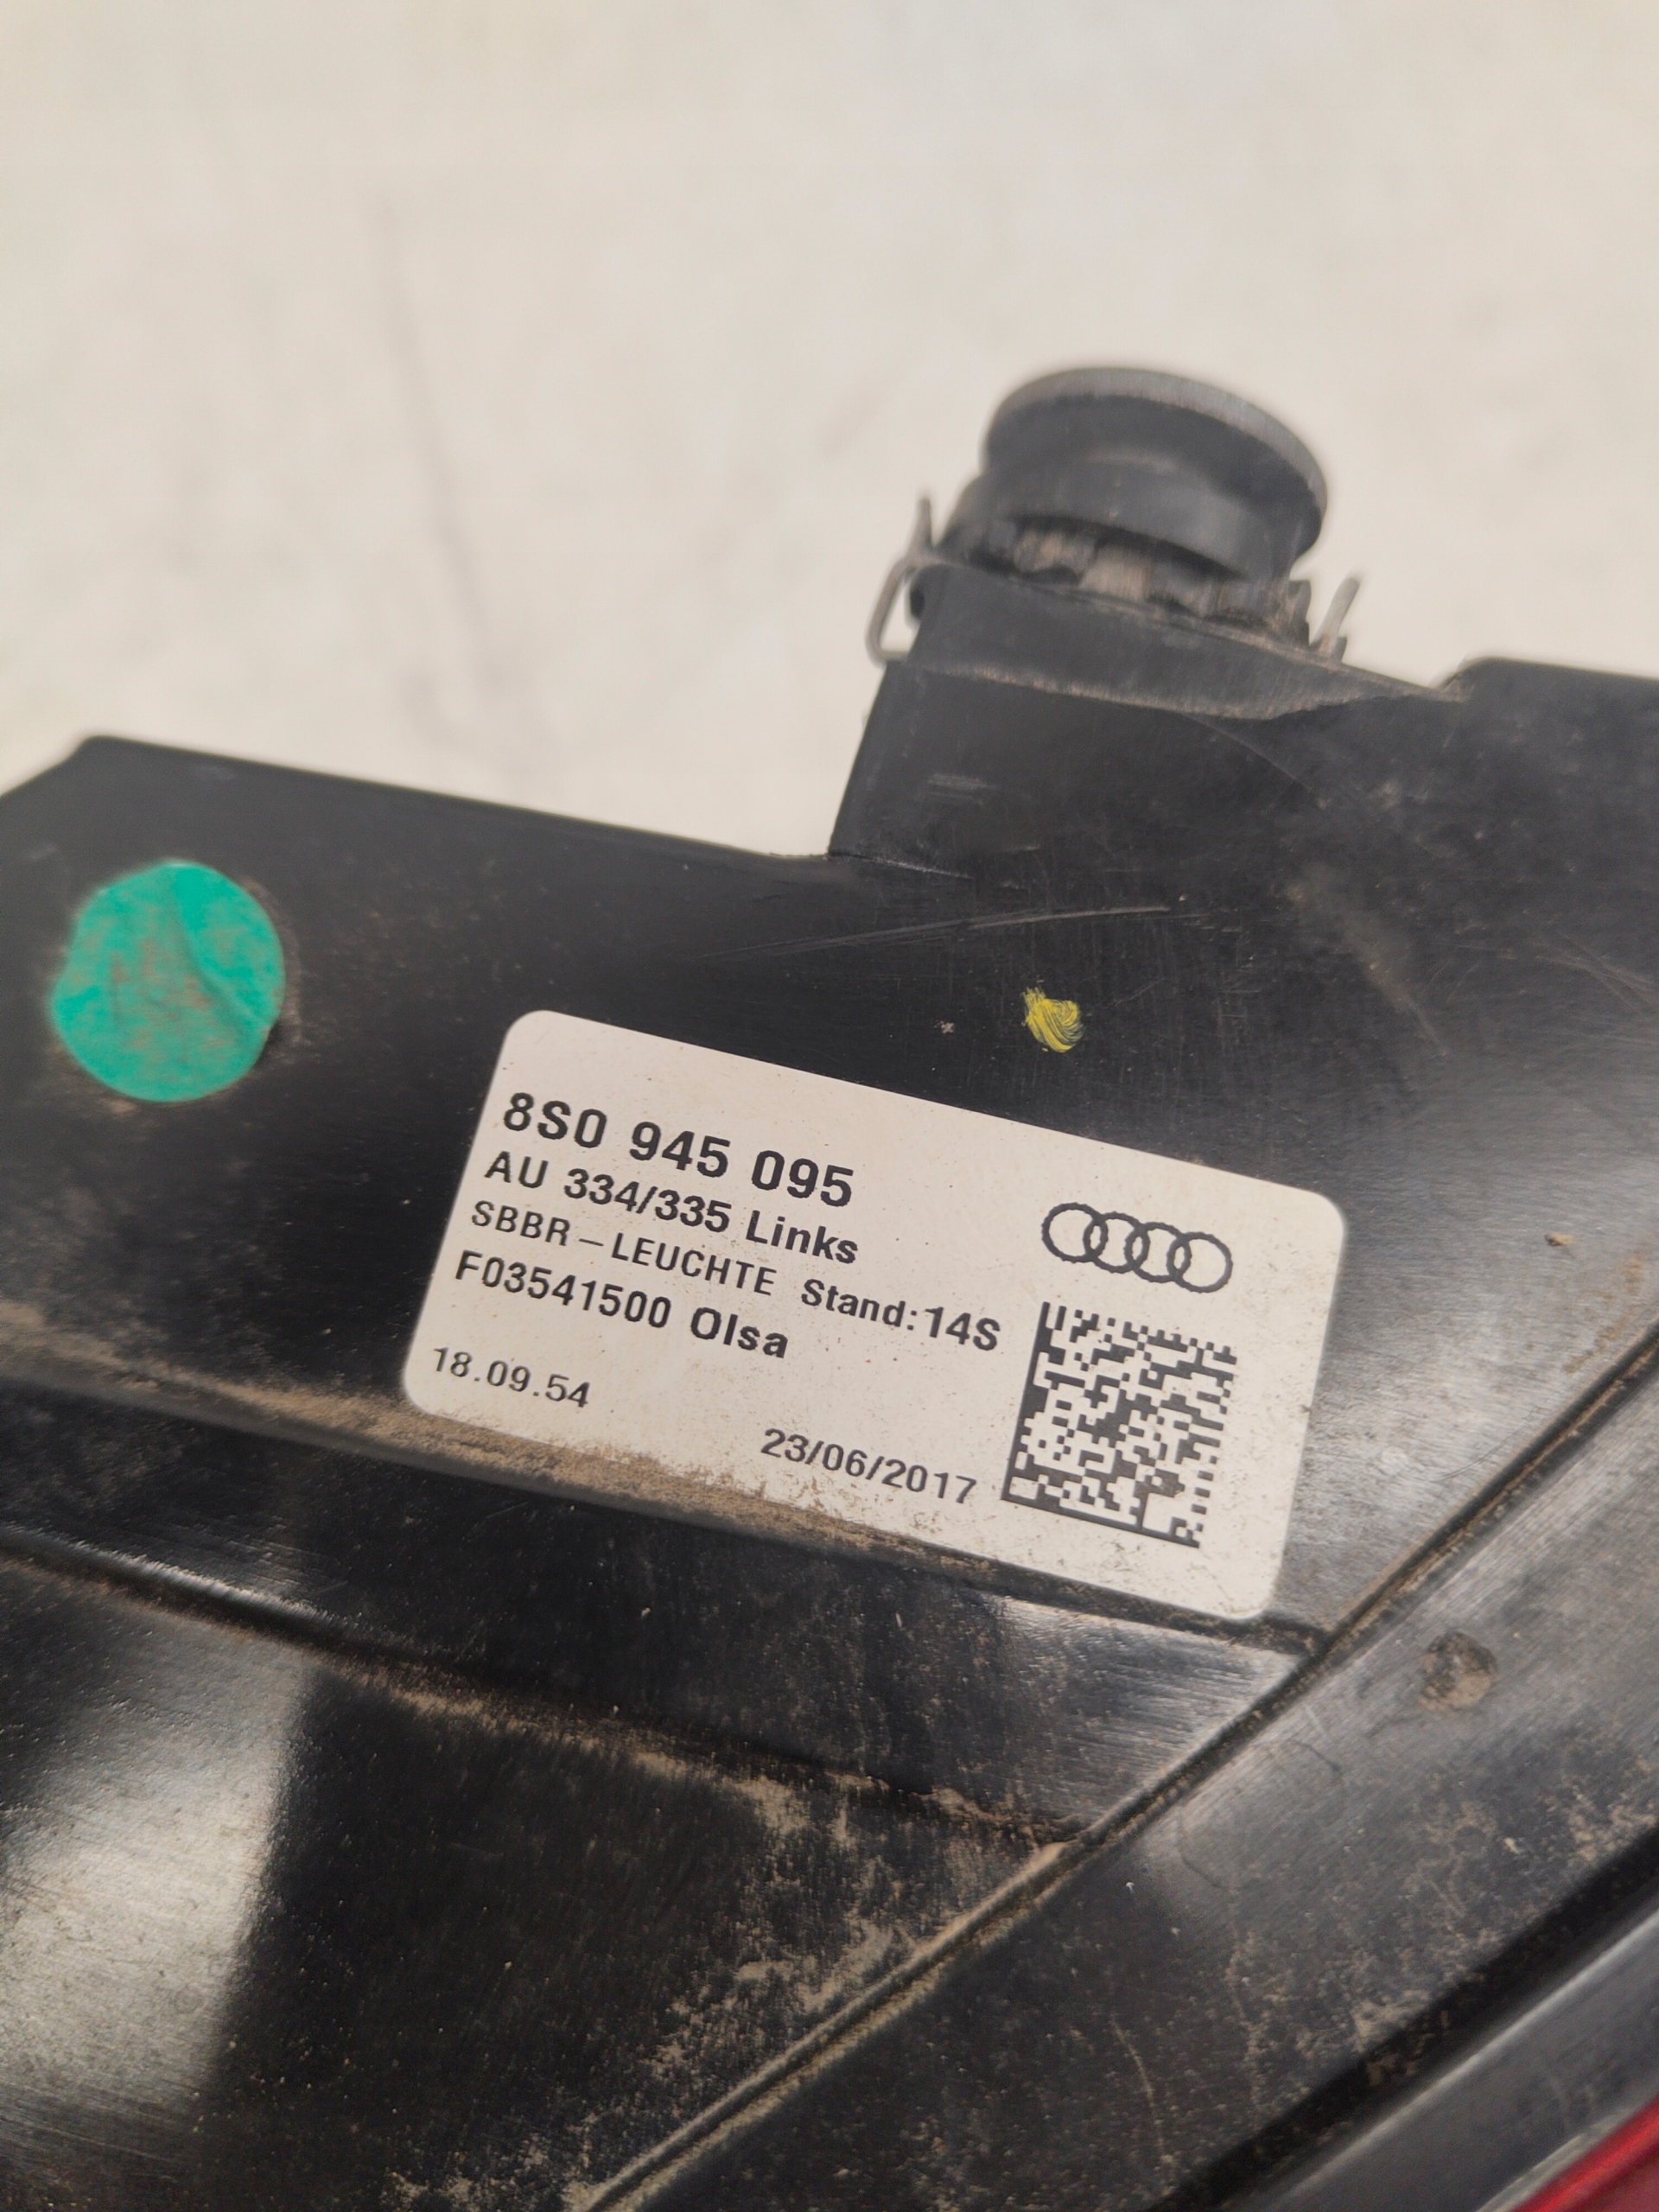 8S0 945 095
AU 334/335 Links
SBBR-LEUCHTE Stand:14S
F03541500 Olsa
18.09.54
23/06/2017